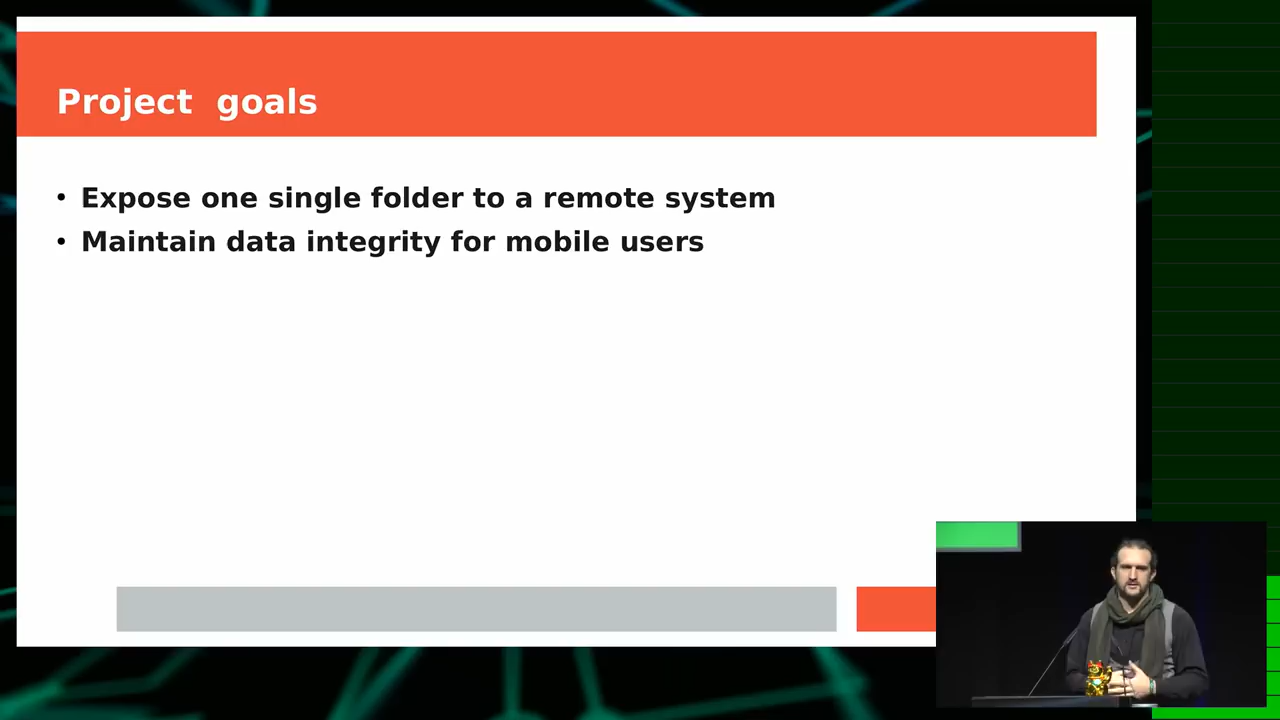 Project goals
• Expose one single folder to a remote system
• Maintain data integrity for mobile users